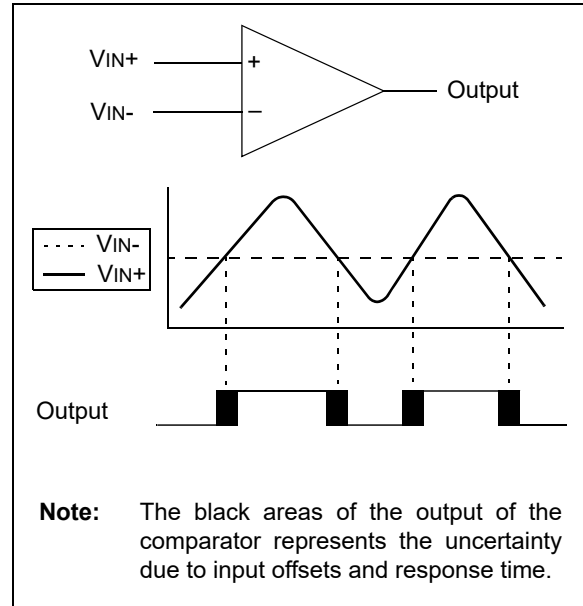 VIN+
+
Output
VIN-
–
VIN-
VIN+
Output
Note: The black areas of the output of the
comparator represents the uncertainty
due to input offsets and response time.